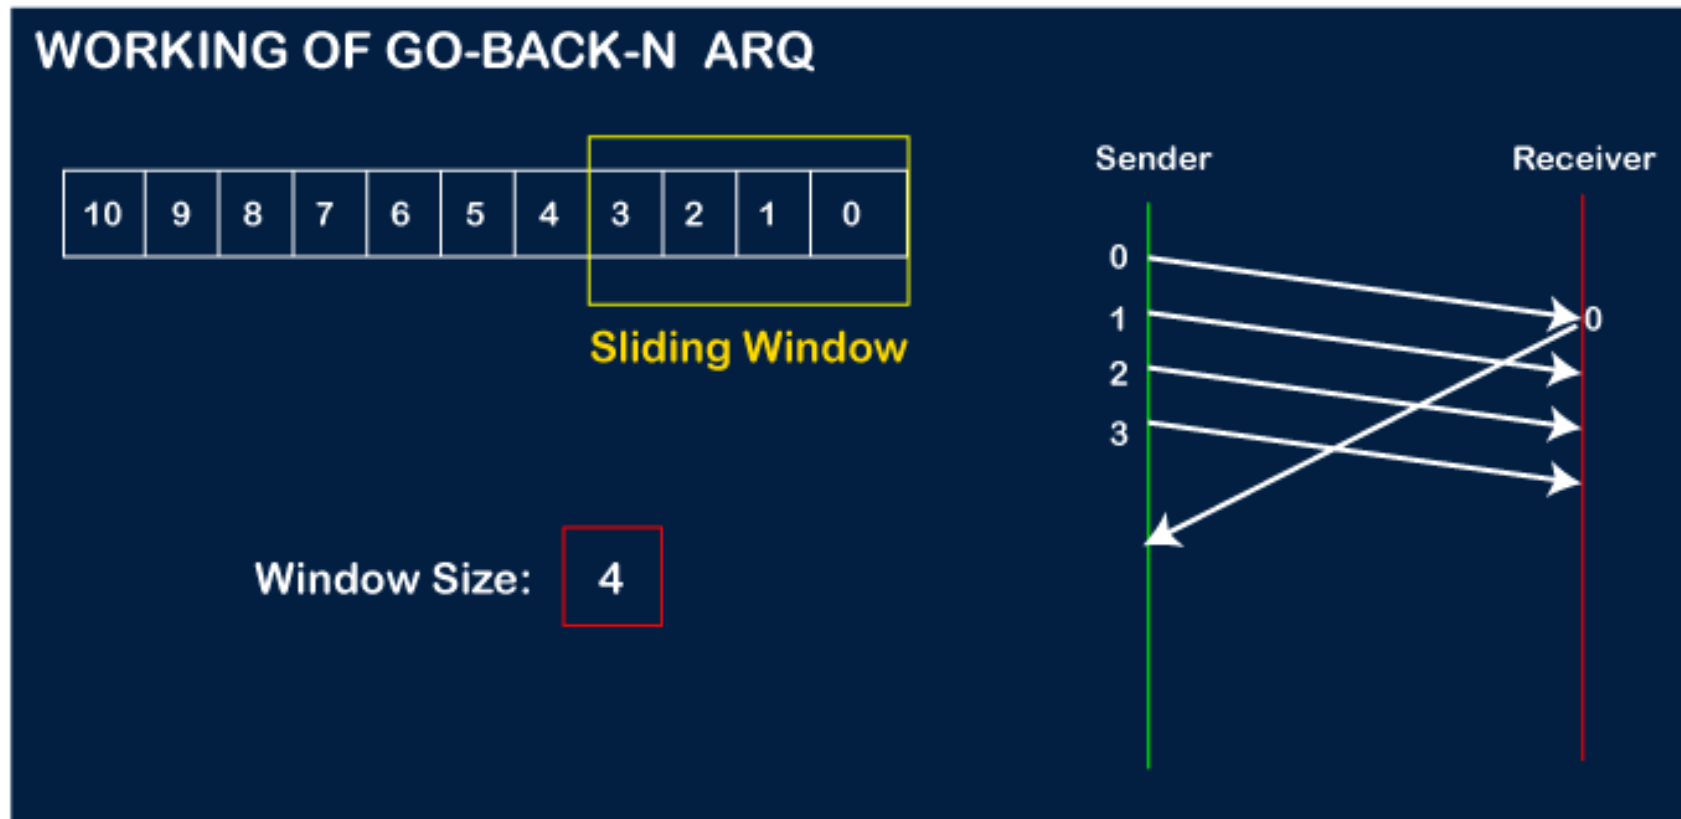 WORKING OF GO-BACK-N ARQ
10 9 8 7 6 5 4 3 2 1 0
Sliding Window
Window Size: 4
Sender Receiver
0
1
2
3
0